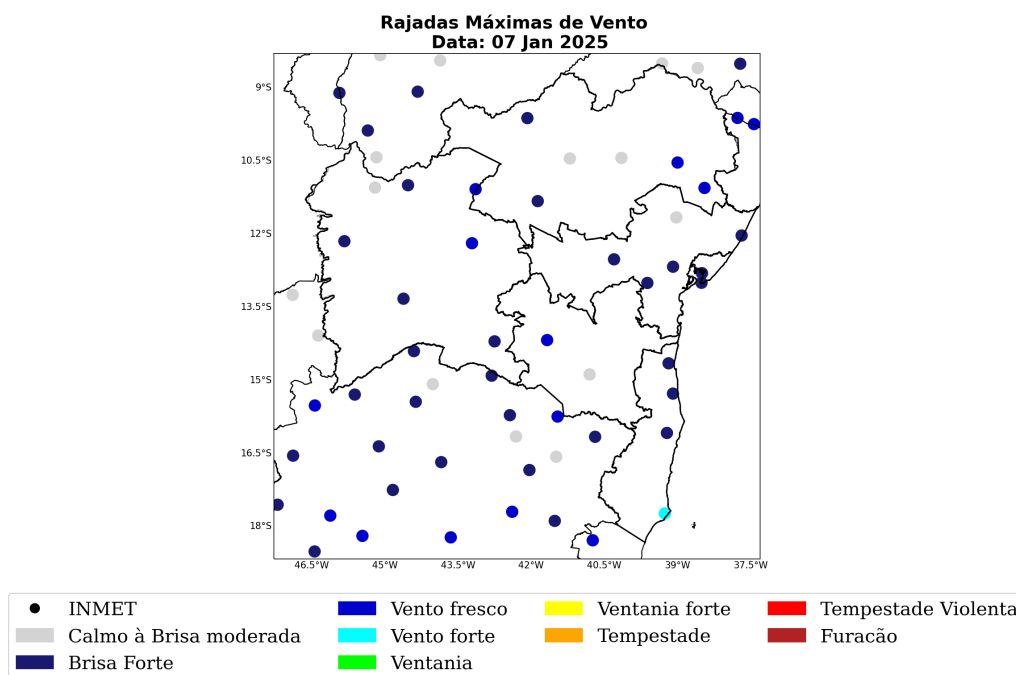 Rajadas Máximas de Vento
Data: 07 Jan 2025
9°S
10.5°S
12°S
13.5°S
15°S
16.5°S
18°S
46.5°W 45°W 43.5°W 42°W 40.5°W 39°W 37.5°W
INMET
Calmo à Brisa moderada
Brisa Forte
Vento fresco
Vento forte
Ventania
Ventania forte
Tempestade
Tempestade Violenta
Furacão